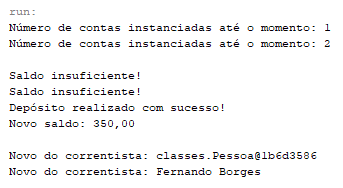 run:
Número de contas instanciadas até o momento: 1
Número de contas instanciadas até o momento: 2
Saldo insuficiente!
Saldo insuficiente!
Depósito realizado com sucesso!
Novo saldo: 350,00
Novo do correntista: classes.Pessoa@1b6d3586
Novo do correntista: Fernando Borges